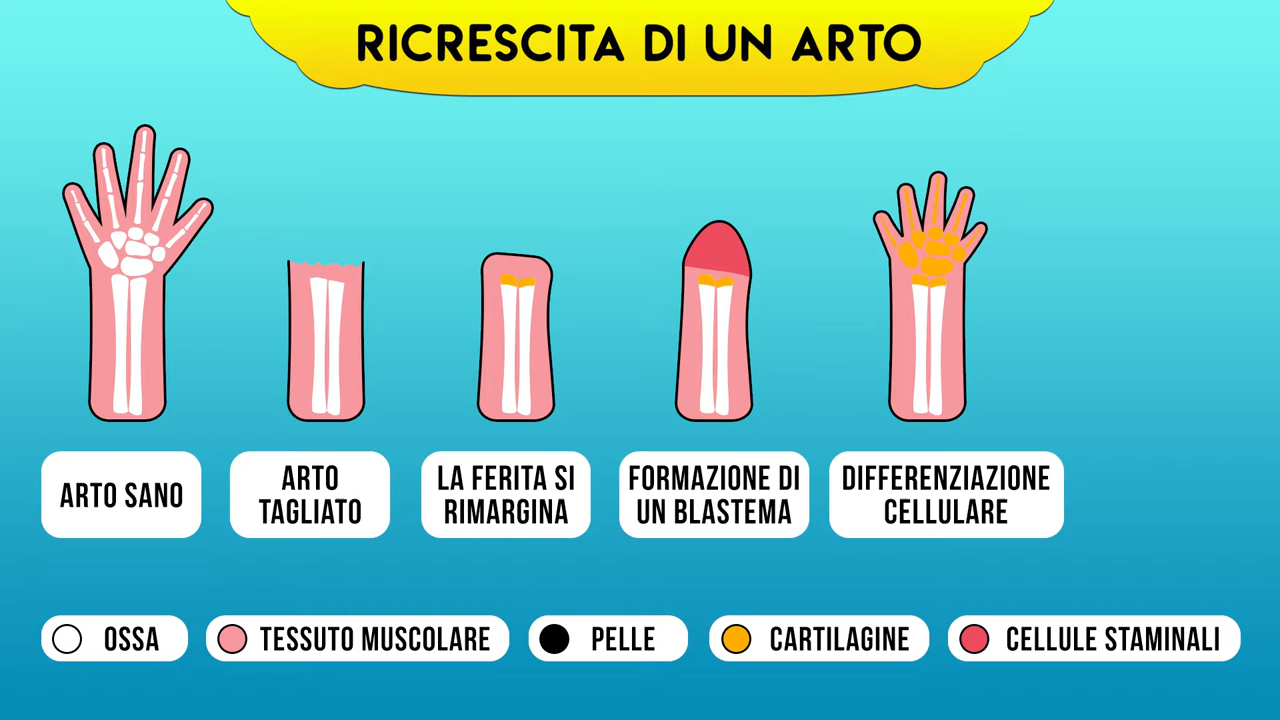 RICRESCITA DI UN ARTO
ARTO SANO
ARTO
TAGLIATO
LA FERITA SI
RIMARGINA
FORMAZIONE DI
UN BLASTEMA
DIFFERENZIAZIONE
CELLULARE
OSSA
TESSUTO MUSCOLARE
PELLE
CARTILAGINE
CELLULE STAMINALI